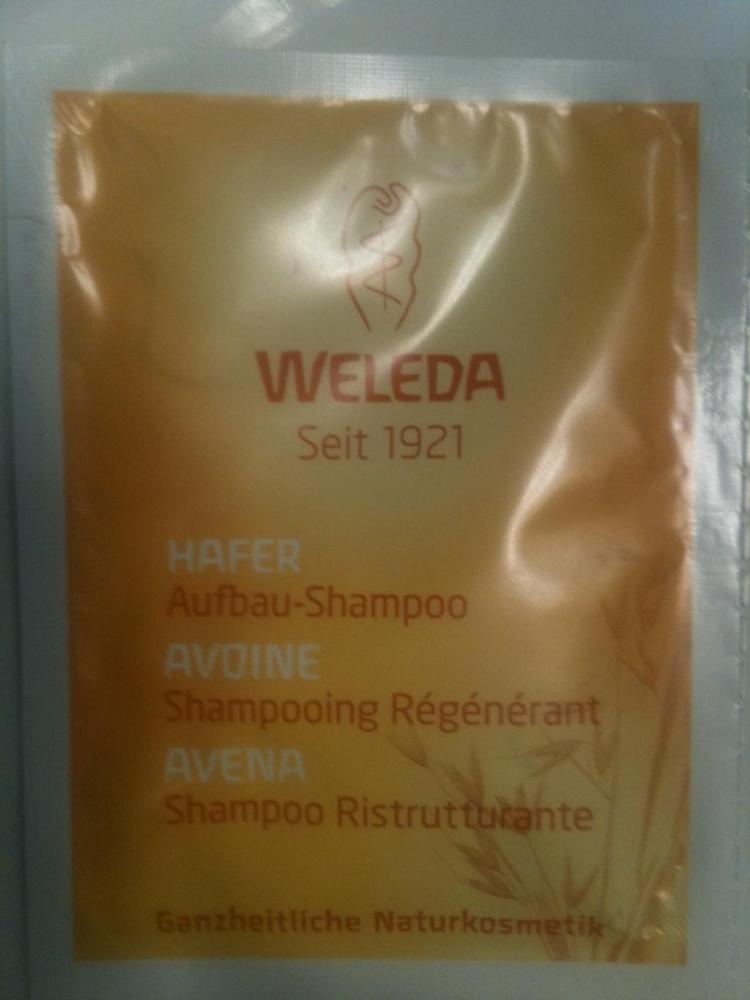 WELEDA
Seit 1921
HAFER
Aufbau-Shampoo
AVOINE
Shampooing Régénérant
AVENA
Shampoo Ristrutturante
Ganzheitliche Naturkosmetik